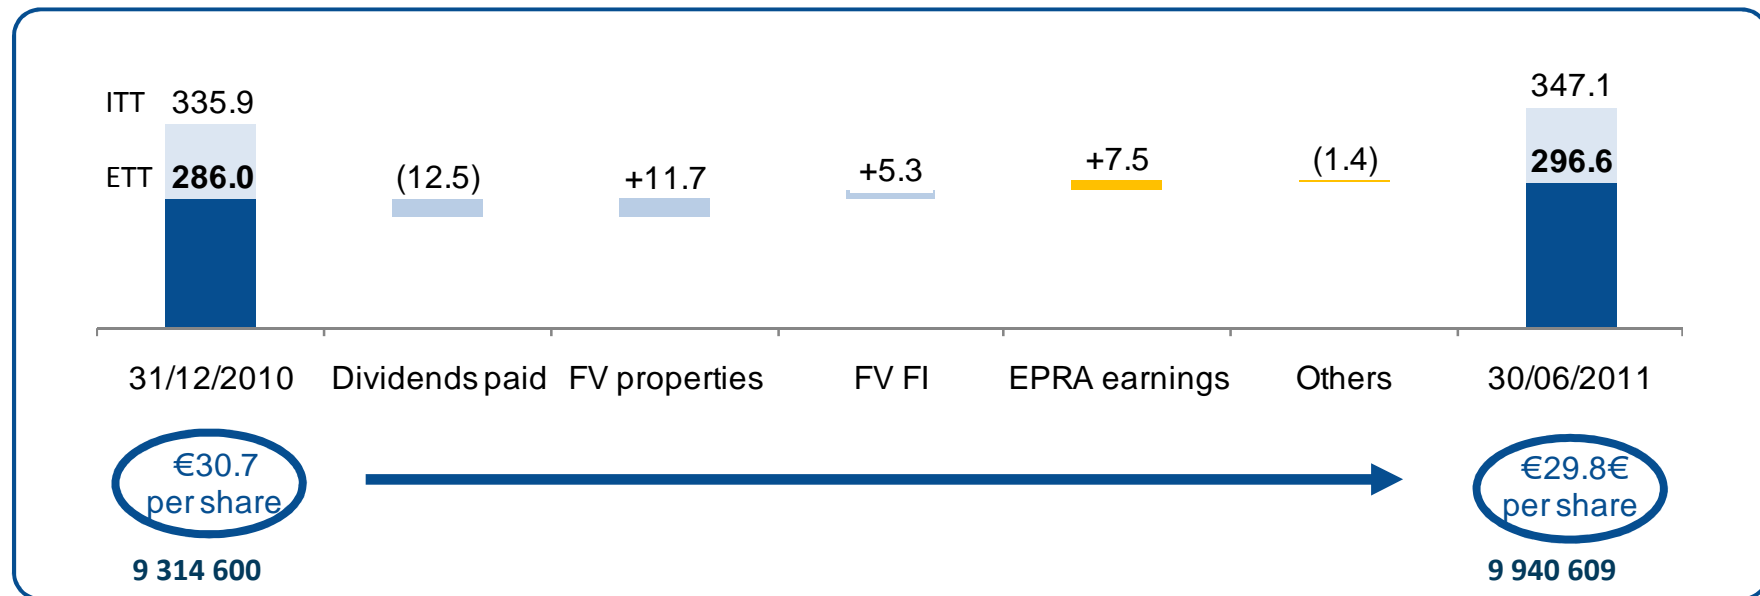 ITT 335.9
347.1
ETT 286.0
(12.5)
+11.7
+5.3
+7.5
(1.4)
296.6
31/12/2010
Dividends paid
FV properties
FV FI
EPRA earnings
Others
30/06/2011
€30.7
per share
€29.8€
per share
9 314 600
9 940 609